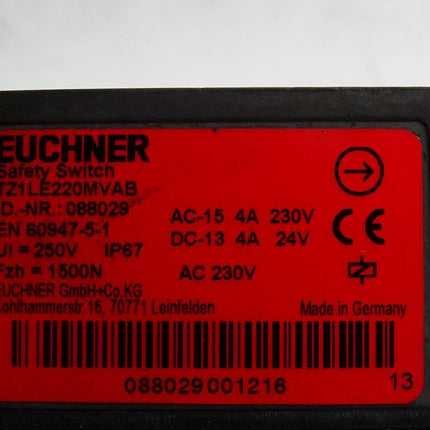 EUCHNER
Safety Switch
TZ1LE220MVAB
I.D.-NR.: 088029
EN 60947-5-1
Ui = 250V IP67
Fzh = 1500N
AC-15 4A 230V
DC-13 4A 24V
AC 230V
EUCHNER GmbH+Co.KG
Kohlhammerstr.16, 70771 Leinfelden
Made in Germany
CE
088029001216
13